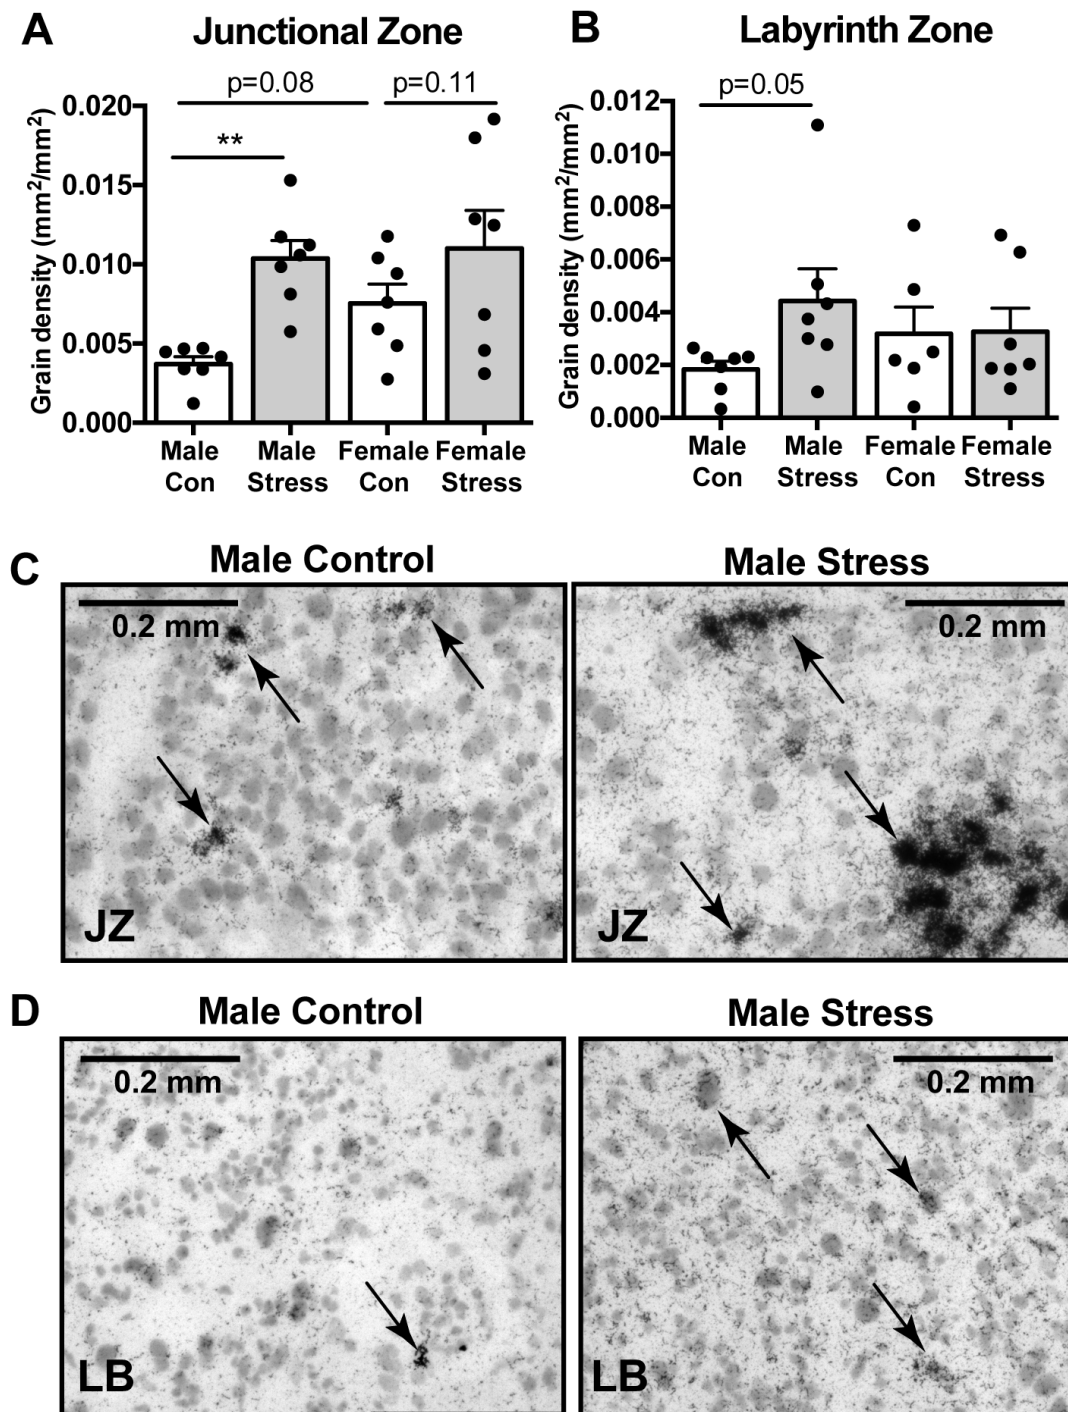 A
Junctional Zone
p=0.08
p=0.11
**
Grain density (mm²/mm²)
0.020
0.015
0.010
0.005
0.000
Male Con
Male Stress
Female Con
Female Stress
B
Labyrinth Zone
p=0.05
Grain density (mm²/mm²)
0.012
0.010
0.008
0.006
0.004
0.002
0.000
Male Con
Male Stress
Female Con
Female Stress
C
Male Control
0.2 mm
JZ
Male Stress
0.2 mm
JZ
D
Male Control
0.2 mm
LB
Male Stress
0.2 mm
LB